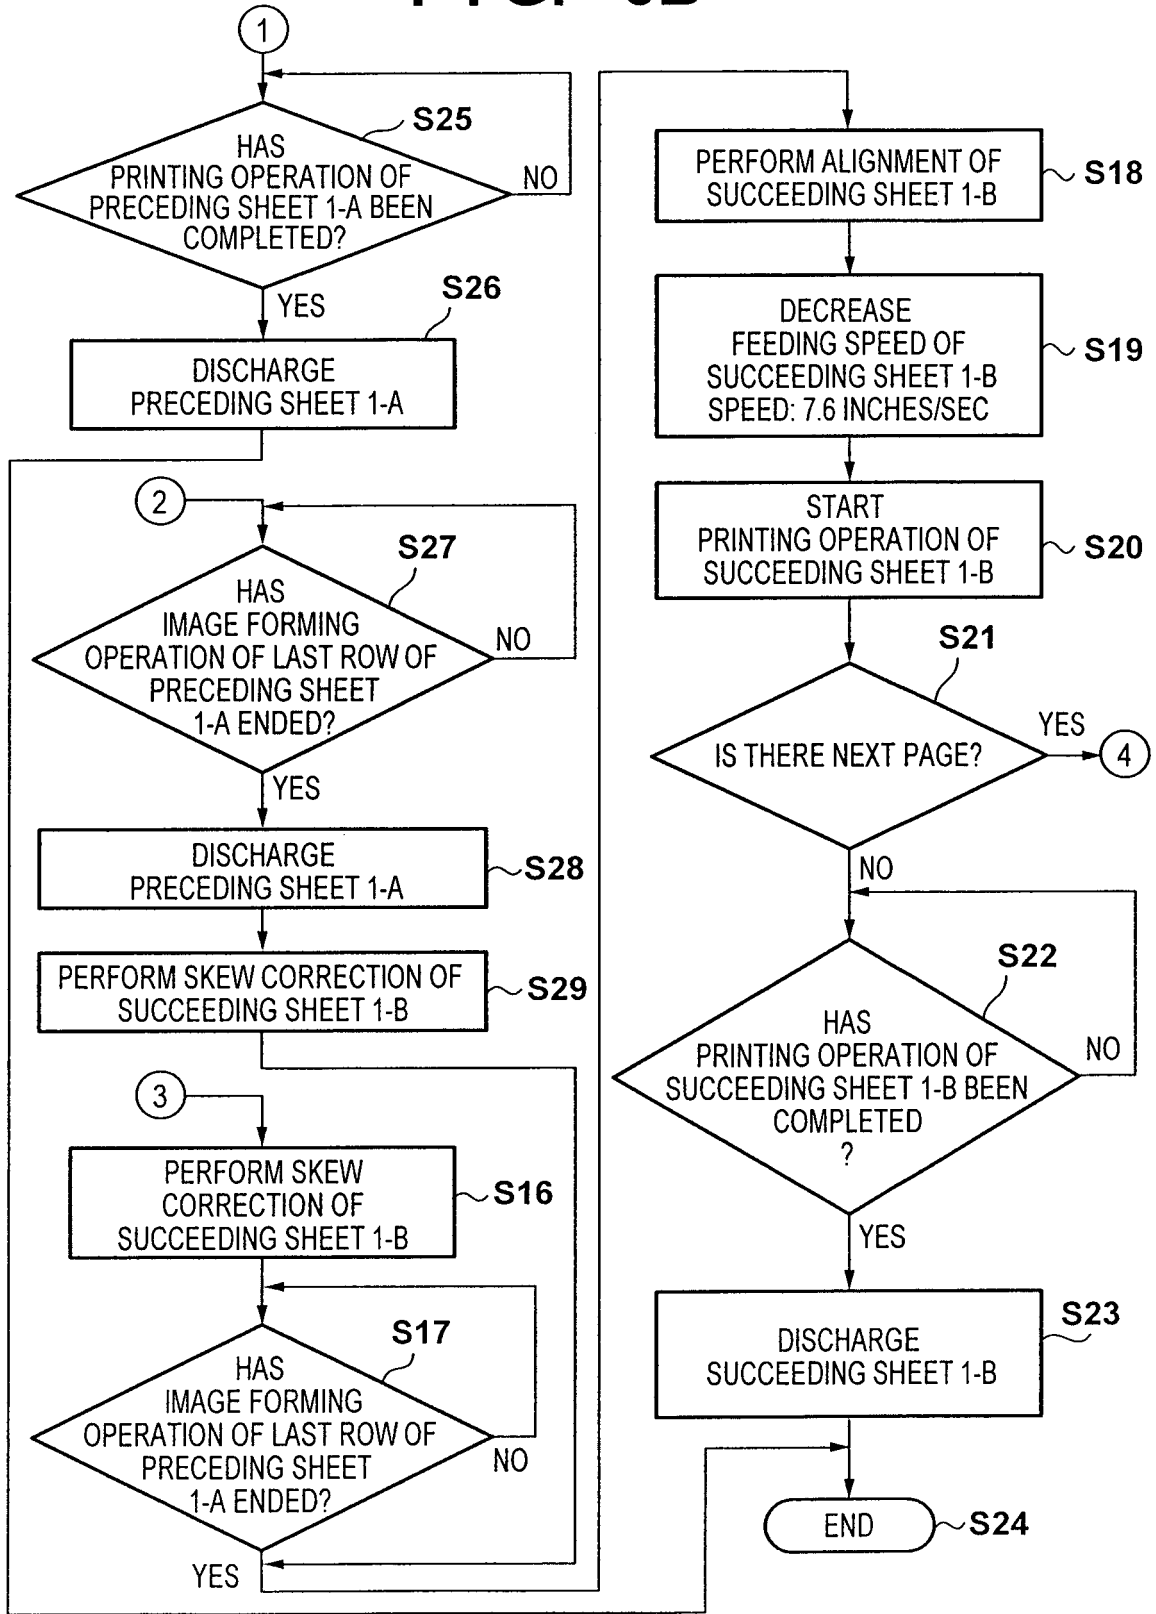 1
S25
HAS
PRINTING OPERATION OF
PRECEDING SHEET 1-A BEEN
COMPLETED?
NO
YES
S26
DISCHARGE
PRECEDING SHEET 1-A
2
S27
HAS
IMAGE FORMING
OPERATION OF LAST ROW OF
PRECEDING SHEET
1-A ENDED?
NO
YES
DISCHARGE
PRECEDING SHEET 1-A
S28
PERFORM SKEW CORRECTION OF
SUCCEEDING SHEET 1-B
S29
3
PERFORM SKEW
CORRECTION OF
SUCCEEDING SHEET 1-B
S16
S17
HAS
IMAGE FORMING
OPERATION OF LAST ROW OF
PRECEDING SHEET
1-A ENDED?
NO
YES
PERFORM ALIGNMENT OF
SUCCEEDING SHEET 1-B
S18
DECREASE
FEEDING SPEED OF
SUCCEEDING SHEET 1-B
SPEED: 7.6 INCHES/SEC
S19
START
PRINTING OPERATION OF
SUCCEEDING SHEET 1-B
S20
S21
IS THERE NEXT PAGE?
YES
4
NO
S22
HAS
PRINTING OPERATION OF
SUCCEEDING SHEET 1-B BEEN
COMPLETED
?
NO
YES
S23
DISCHARGE
SUCCEEDING SHEET 1-B
END
S24